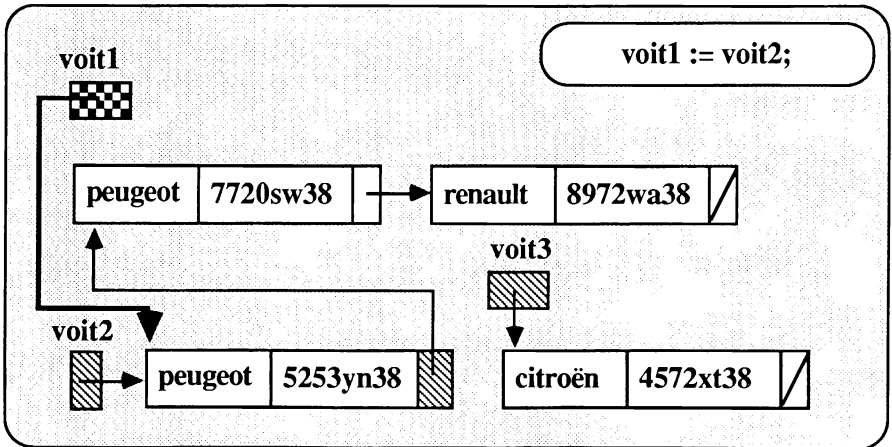 voit1
voit1 := voit2;
peugeot 7720sw38 renault 8972wa38
voit3
voit2
peugeot 5253yn38 citroën 4572xt38